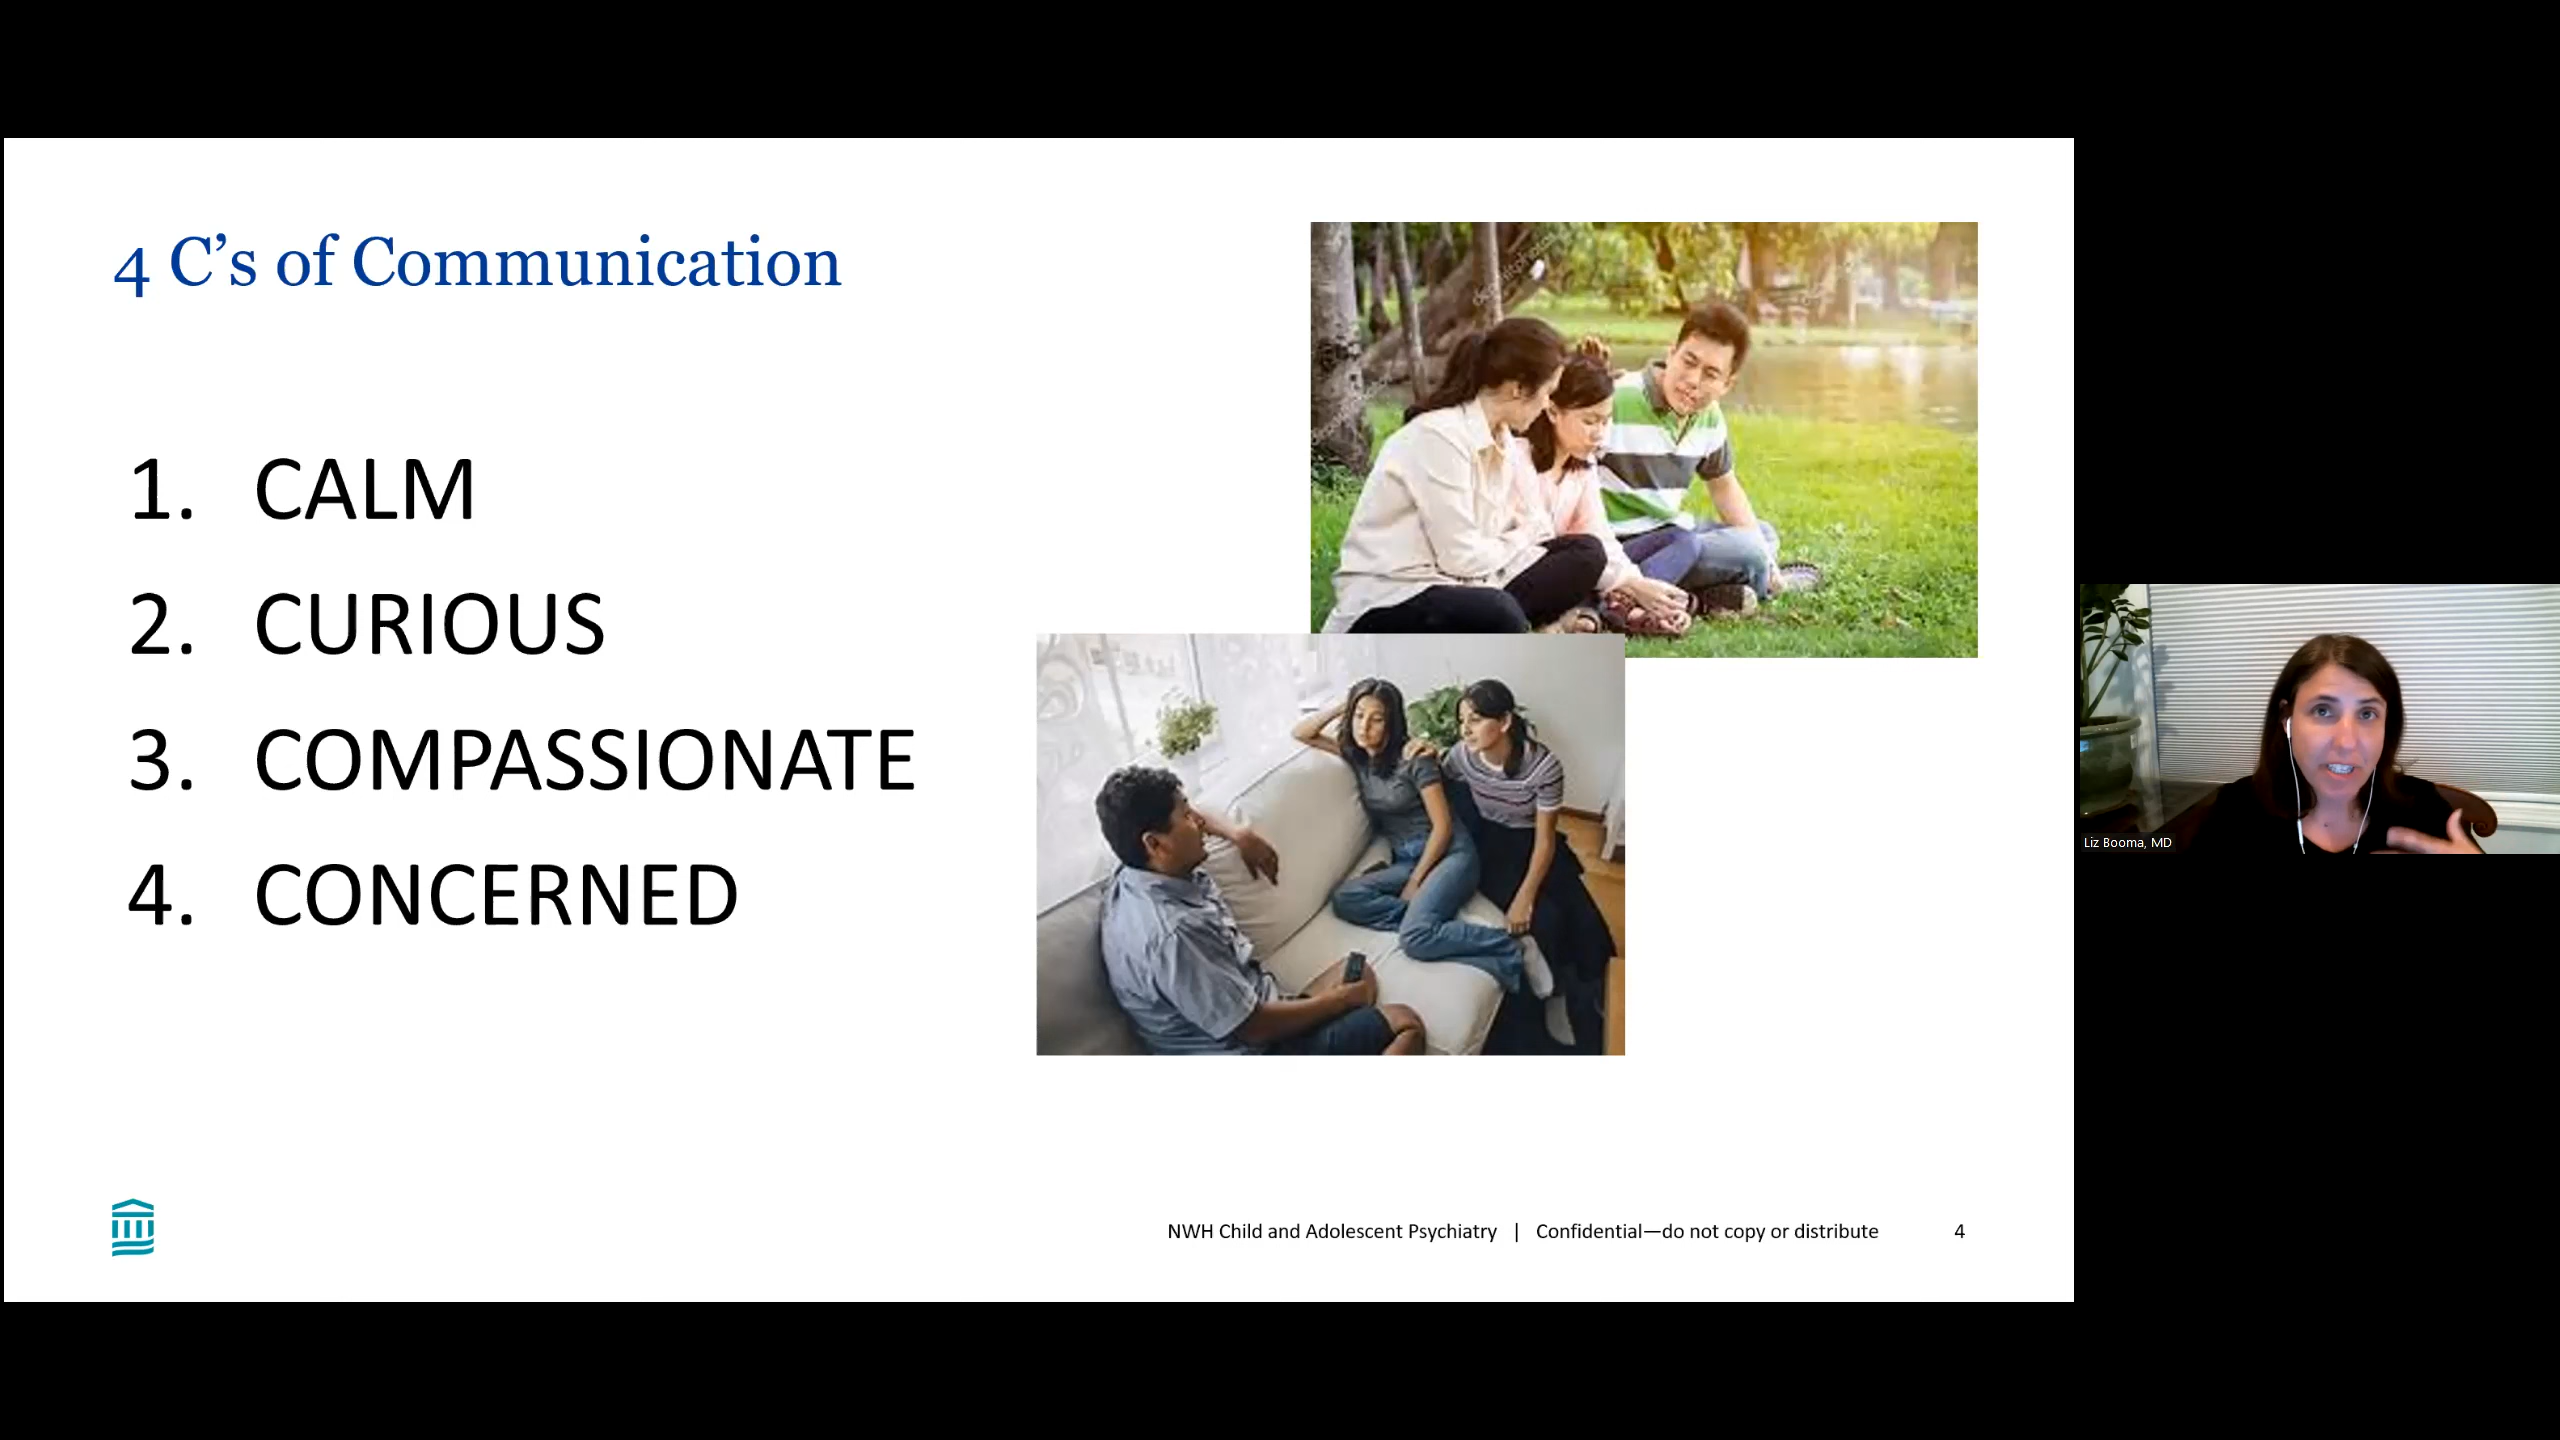 4 C’s of Communication
1. CALM
2. CURIOUS
3. COMPASSIONATE
4. CONCERNED
Liz Booma, MD
NWH Child and Adolescent Psychiatry | Confidential—do not copy or distribute 4